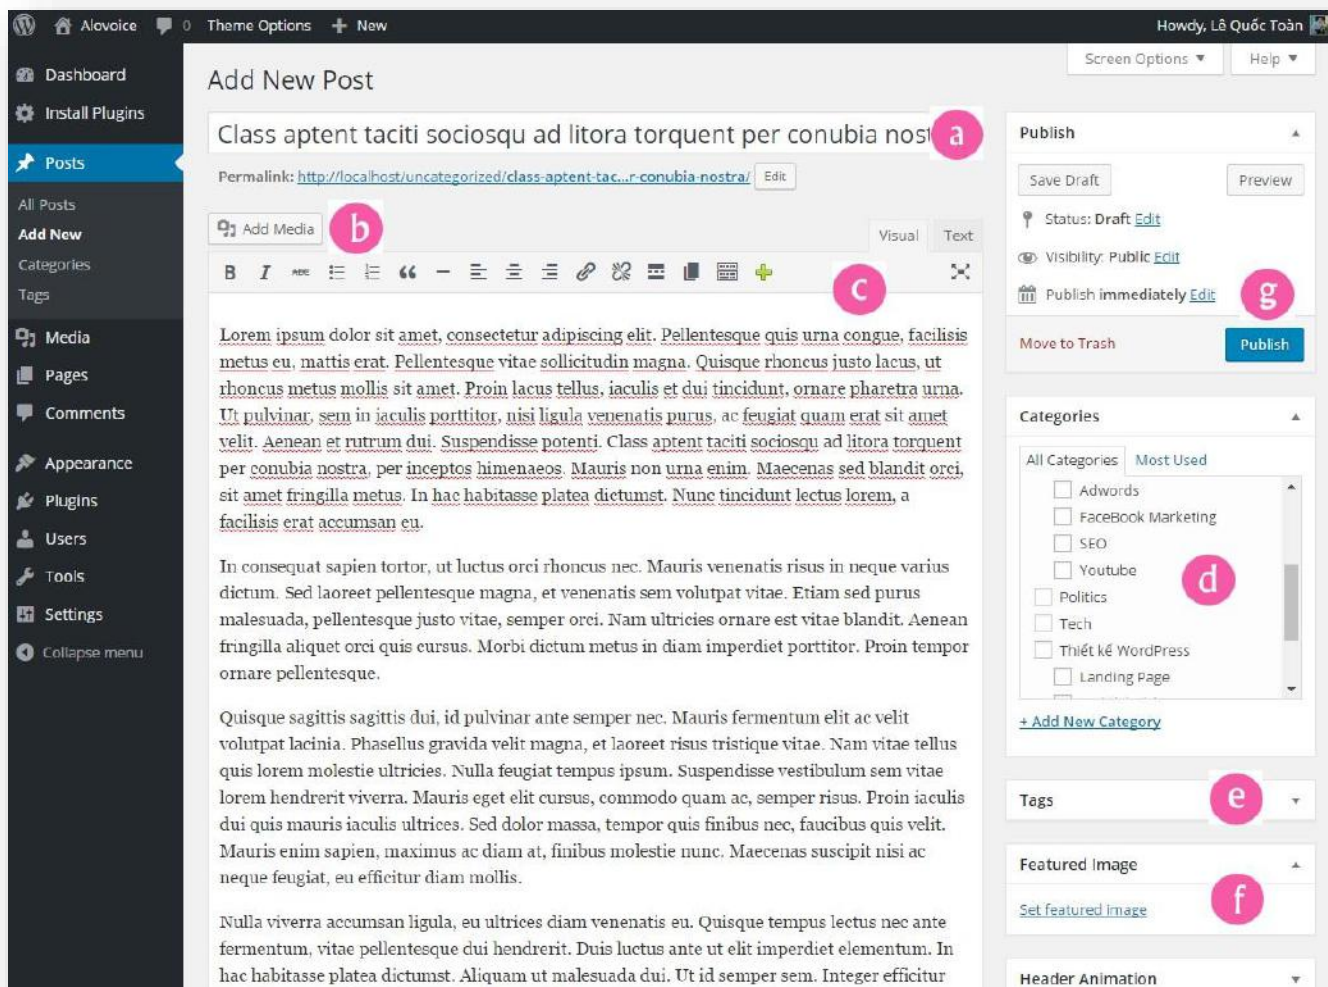 Alovoice 0 Theme Options + New Howdy, Lê Quốc Toàn
Screen Options Help
Dashboard
Install Plugins
Posts
All Posts
Add New
Categories
Tags
Media
Pages
Comments
Appearance
Plugins
Users
Tools
Settings
Collapse menu
Add New Post
Class aptent taciti sociosqu ad litora torquent per conubia nost a
Permalink: http://localhost/uncategorized/class-aptent-tac...r-conubia-nostra/ Edit
Add Media b
Visual Text
B I ABC c
Lorem ipsum dolor sit amet, consectetur adipiscing elit. Pellentesque quis urna congue, facilisis
metus eu, mattis erat. Pellentesque vitae sollicitudin magna. Quisque rhoncus justo lacus, ut
rhoncus metus mollis sit amet. Proin lacus tellus, iaculis et dui tincidunt, ornare pharetra urna.
Ut pulvinar, sem in iaculis porttitor, nisi ligula venenatis purus, ac feugiat quam erat sit amet
velit. Aenean et rutrum dui. Suspendisse potenti. Class aptent taciti sociosqu ad litora torquent
per conubia nostra, per inceptos himenaeos. Mauris non urna enim. Maecenas sed blandit orci,
sit amet fringilla metus. In hac habitasse platea dictumst. Nunc tincidunt lectus lorem, a
facilisis erat accumsan eu.
In consequat sapien tortor, ut luctus orci rhoncus nec. Mauris venenatis risus in neque varius
dictum. Sed laoreet pellentesque magna, et venenatis sem volutpat vitae. Etiam sed purus
malesuada, pellentesque justo vitae, semper orci. Nam ultricies ornare est vitae blandit. Aenean
fringilla aliquet orci quis cursus. Morbi dictum metus in diam imperdiet porttitor. Proin tempor
ornare pellentesque.
Quisque sagittis sagittis dui, id pulvinar ante semper nec. Mauris fermentum elit ac velit
volutpat lacinia. Phasellus gravida velit magna, et laoreet risus tristique vitae. Nam vitae tellus
quis lorem molestie ultricies. Nulla feugiat tempus ipsum. Suspendisse vestibulum sem vitae
lorem hendrerit viverra. Mauris eget elit cursus, commodo quam ac, semper risus. Proin iaculis
dui quis mauris iaculis ultrices. Sed dolor massa, tempor quis finibus nec, faucibus quis velit.
Mauris enim sapien, maximus ac diam at, finibus molestie nunc. Maecenas suscipit nisi ac
neque feugiat, eu efficitur diam mollis.
Nulla viverra accumsan ligula, eu ultrices diam venenatis eu. Quisque tempus lectus nec ante
fermentum, vitae pellentesque dui hendrerit. Duis luctus ante ut elit imperdiet elementum. In
hac habitasse platea dictumst. Aliquam ut malesuada dui. Ut id semper sem. Integer efficitur
Publish
Save Draft Preview
Status: Draft Edit
Visibility: Public Edit
Publish immediately Edit g
Move to Trash Publish
Categories
All Categories Most Used
Adwords
FaceBook Marketing
SEO
Youtube
d
Politics
Tech
Thiết kế WordPress
Landing Page
+ Add New Category
Tags e
Featured Image
Set featured image f
Header Animation